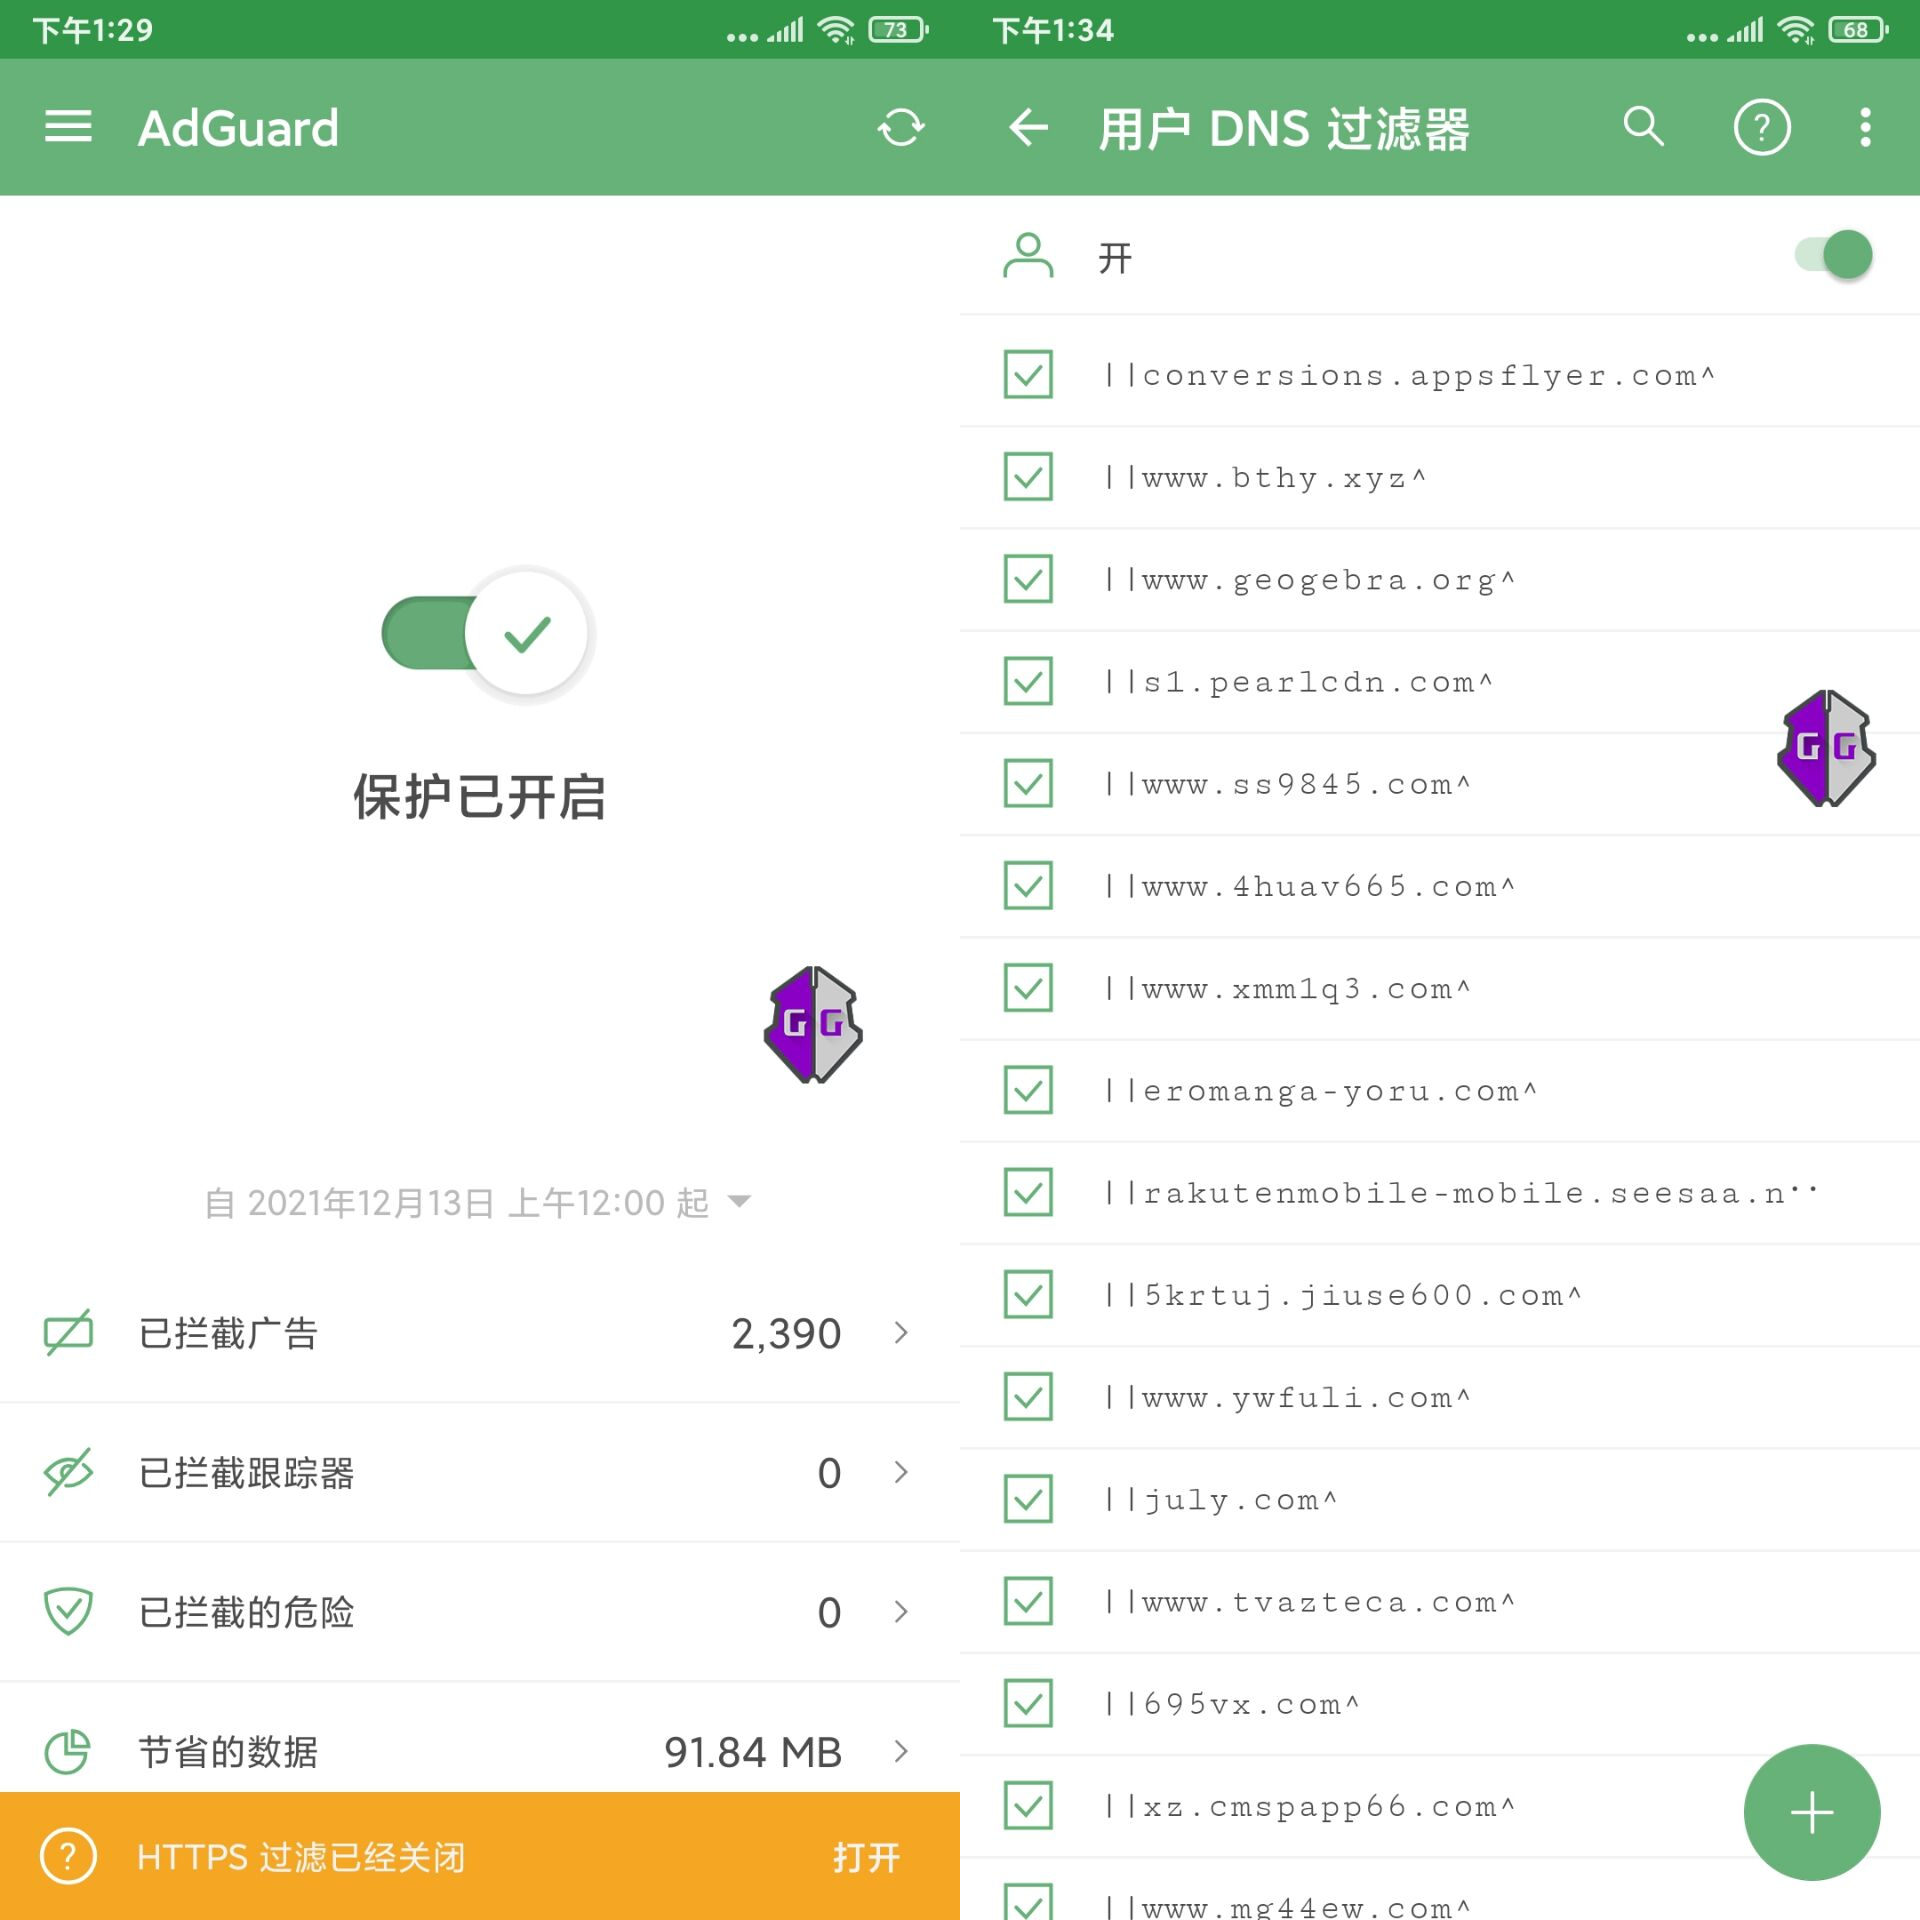 下午1:29
73
AdGuard
保护已开启
GG
自 2021年12月13日 上午12:00 起
已拦截广告 2,390
已拦截跟踪器 0
已拦截的危险 0
节省的数据 91.84 MB
? HTTPS 过滤已经关闭 打开
下午1:34
68
用户 DNS 过滤器 ?
开
||conversions.appsflyer.com^
||www.bthy.xyz^
||www.geogebra.org^
||s1.pearlcdn.com^
GG
||www.ss9845.com^
||www.4huav665.com^
||www.xmm1q3.com^
||eromanga-yoru.com^
||rakutenmobile-mobile.seesaa.n··
||5krtuj.jiuse600.com^
||www.ywfuli.com^
||july.com^
||www.tvazteca.com^
||695vx.com^
||xz.cmspapp66.com^
||www.mg44ew.com^